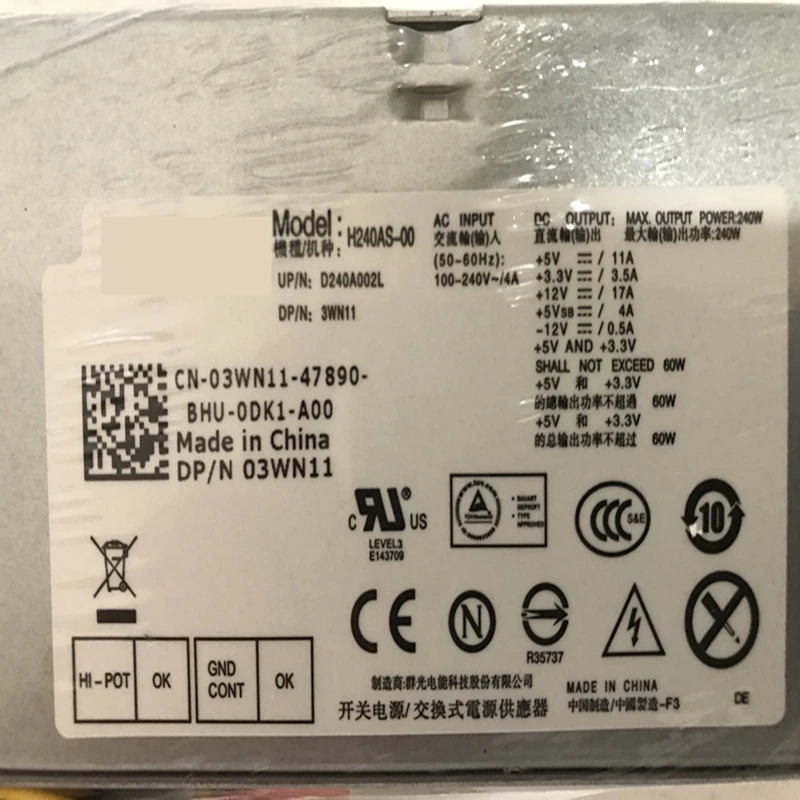 Model: H240AS-00
機種/机种:
UP/N: D240A002L
DP/N: 3WN11
AC INPUT
交流輸(输)入
(50-60Hz):
100-240V~/4A
DC OUTPUT: MAX. OUTPUT POWER:240W
直流輸(输)出 最大輸(输)出功率:240W
+5V ⎓ / 11A
+3.3V ⎓ / 3.5A
+12V ⎓ / 17A
+5VSB ⎓ / 4A
-12V ⎓ / 0.5A
+5V AND +3.3V
SHALL NOT EXCEED 60W
+5V 和 +3.3V
的總輸出功率不超過 60W
+5V 和 +3.3V
的总输出功率不超过 60W
CN-03WN11-47890-
BHU-0DK1-A00
Made in China
DP/N 03WN11
c RU ® US
LEVEL3
E143709
BAUART
GEPRÜFT
TYPE
APPROVED
CCC S&E
10
CE
N
R35737
HI-POT OK
GND CONT OK
制造商:群光电能科技股份有限公司
开关电源/交換式電源供應器
MADE IN CHINA
中国制造/中國製造-F3
DE